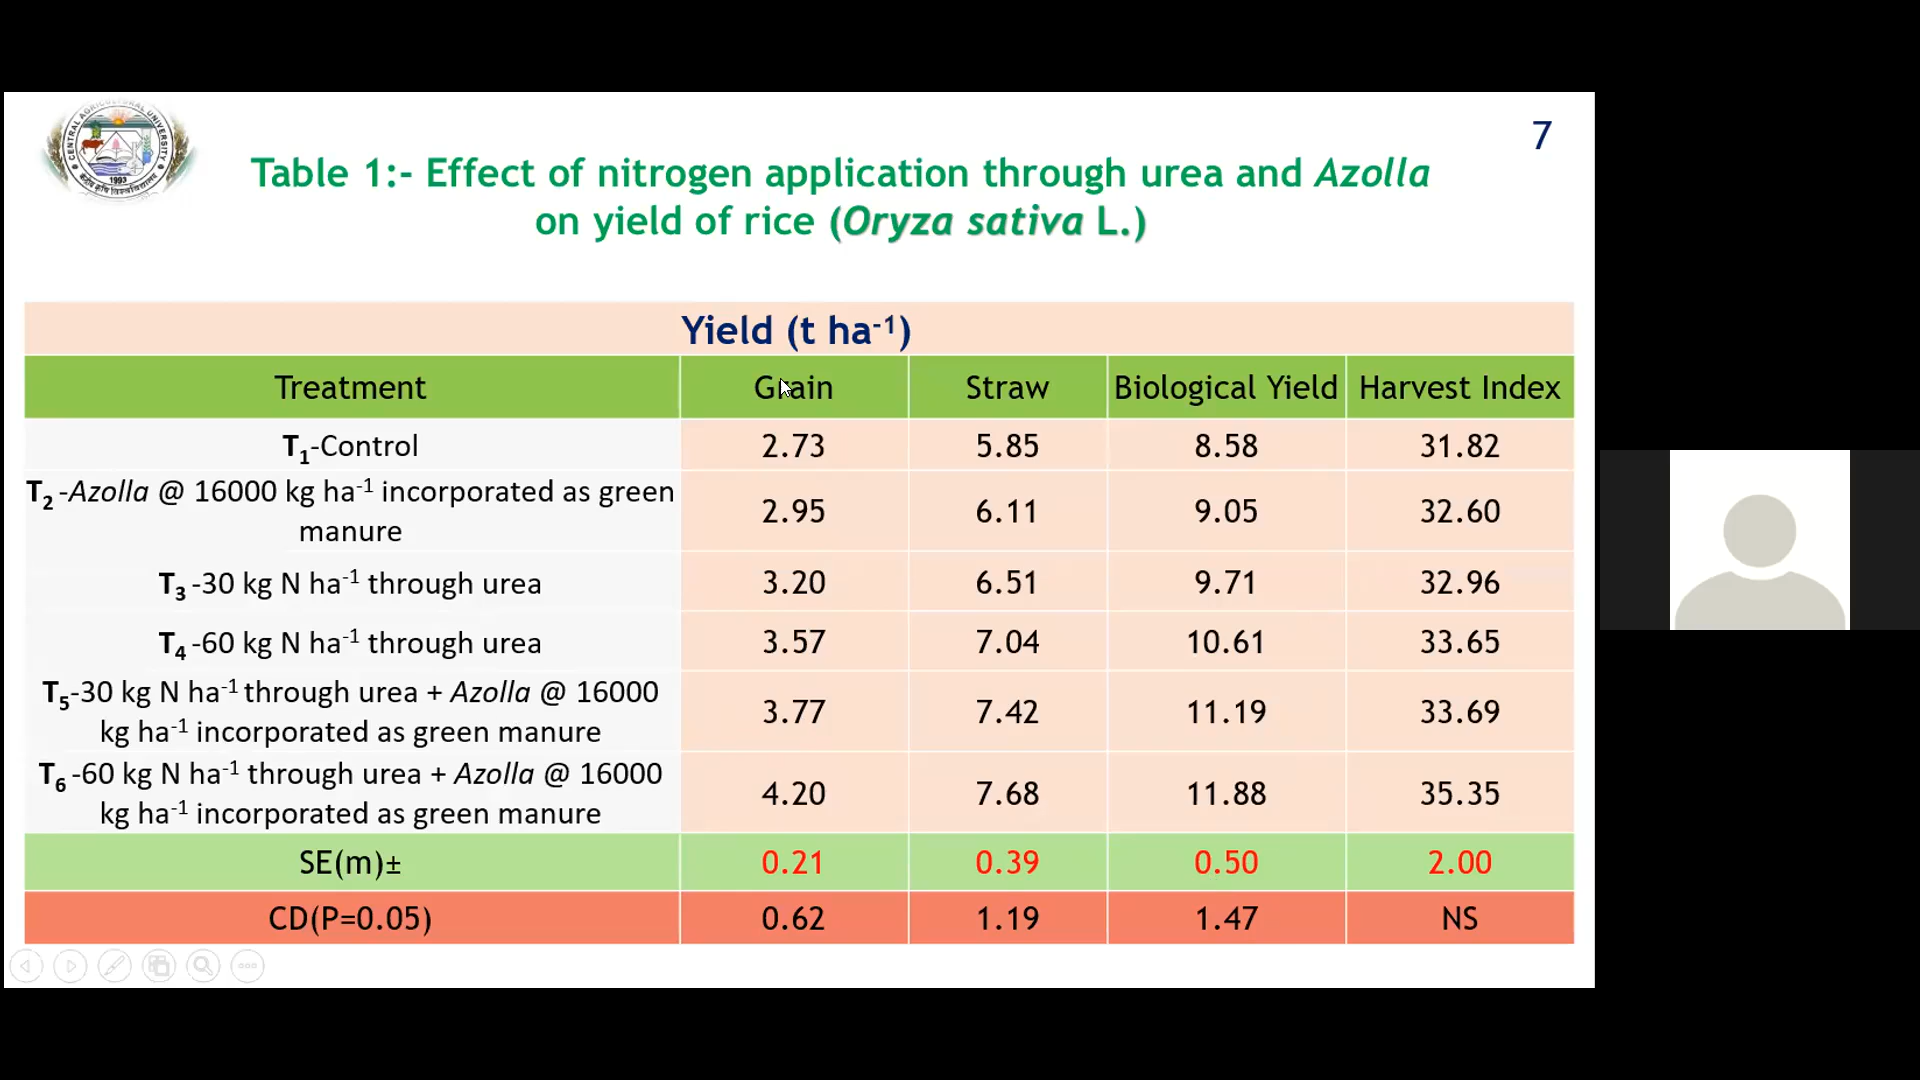 CENTRAL AGRICULTURAL UNIVERSITY
1993
7
Table 1:- Effect of nitrogen application through urea and Azolla
on yield of rice (Oryza sativa L.)
Yield (t ha⁻¹)
Treatment Grain Straw Biological Yield Harvest Index
T₁-Control 2.73 5.85 8.58 31.82
T₂ -Azolla @ 16000 kg ha⁻¹ incorporated as green
manure 2.95 6.11 9.05 32.60
T₃ -30 kg N ha⁻¹ through urea 3.20 6.51 9.71 32.96
T₄ -60 kg N ha⁻¹ through urea 3.57 7.04 10.61 33.65
T₅-30 kg N ha⁻¹ through urea + Azolla @ 16000
kg ha⁻¹ incorporated as green manure 3.77 7.42 11.19 33.69
T₆ -60 kg N ha⁻¹ through urea + Azolla @ 16000
kg ha⁻¹ incorporated as green manure 4.20 7.68 11.88 35.35
SE(m)± 0.21 0.39 0.50 2.00
CD(P=0.05) 0.62 1.19 1.47 NS